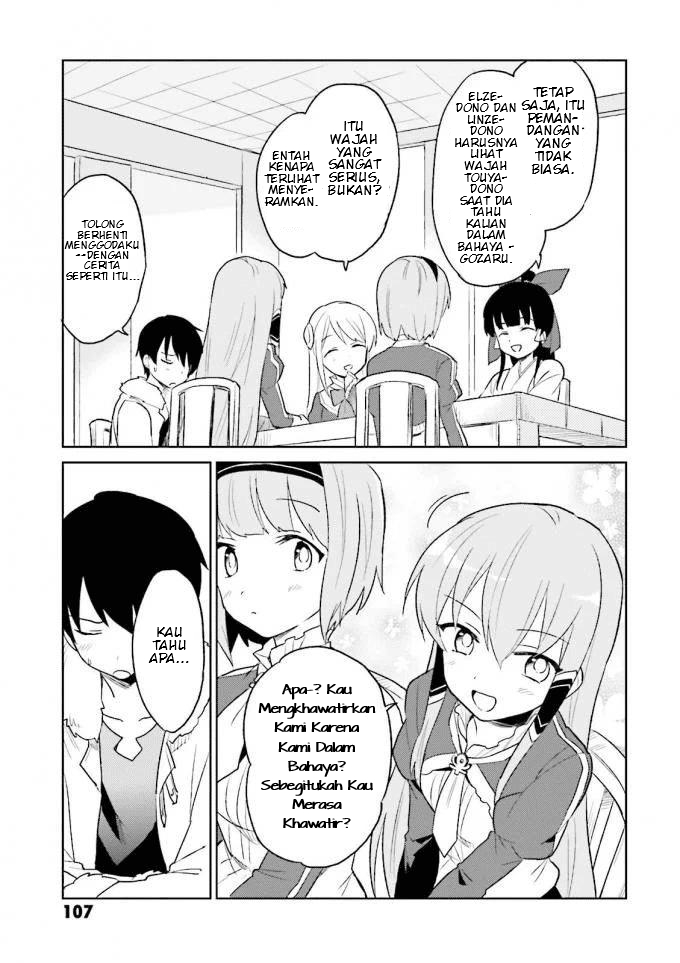 TETAP
SAJA, ITU
PEMAN-
DANGAN
YANG
TIDAK
BIASA.
ELZE-
DONO DAN
LINZE-
DONO
HARUSNYA
LIHAT
WAJAH
TOUYA-
DONO
SAAT DIA
TAHU
KALIAN
DALAM
BAHAYA -
GOZARU.
ITU
WAJAH
YANG
SANGAT
SERIUS,
BUKAN?
ENTAH
KENAPA
TERLIHAT
MENYE-
RAMKAN.
TOLONG
BERHENTI
MENGGODAKU
--DENGAN
CERITA
SEPERTI ITU...
Apa-? Kau
Mengkhawatirkan
Kami Karena
Kami Dalam
Bahaya?
Sebegitukah Kau
Merasa
Khawatir?
KAU
TAHU
APA...
107